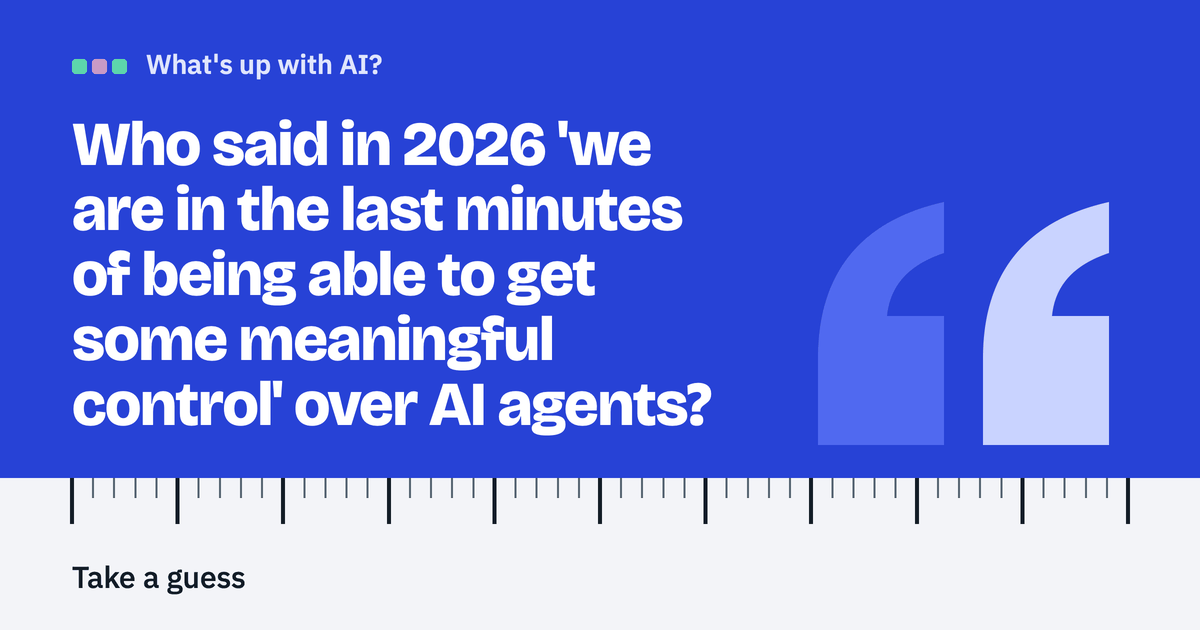 What's up with AI?
Who said in 2026 'we
are in the last minutes
of being able to get
some meaningful
control' over AI agents?
Take a guess